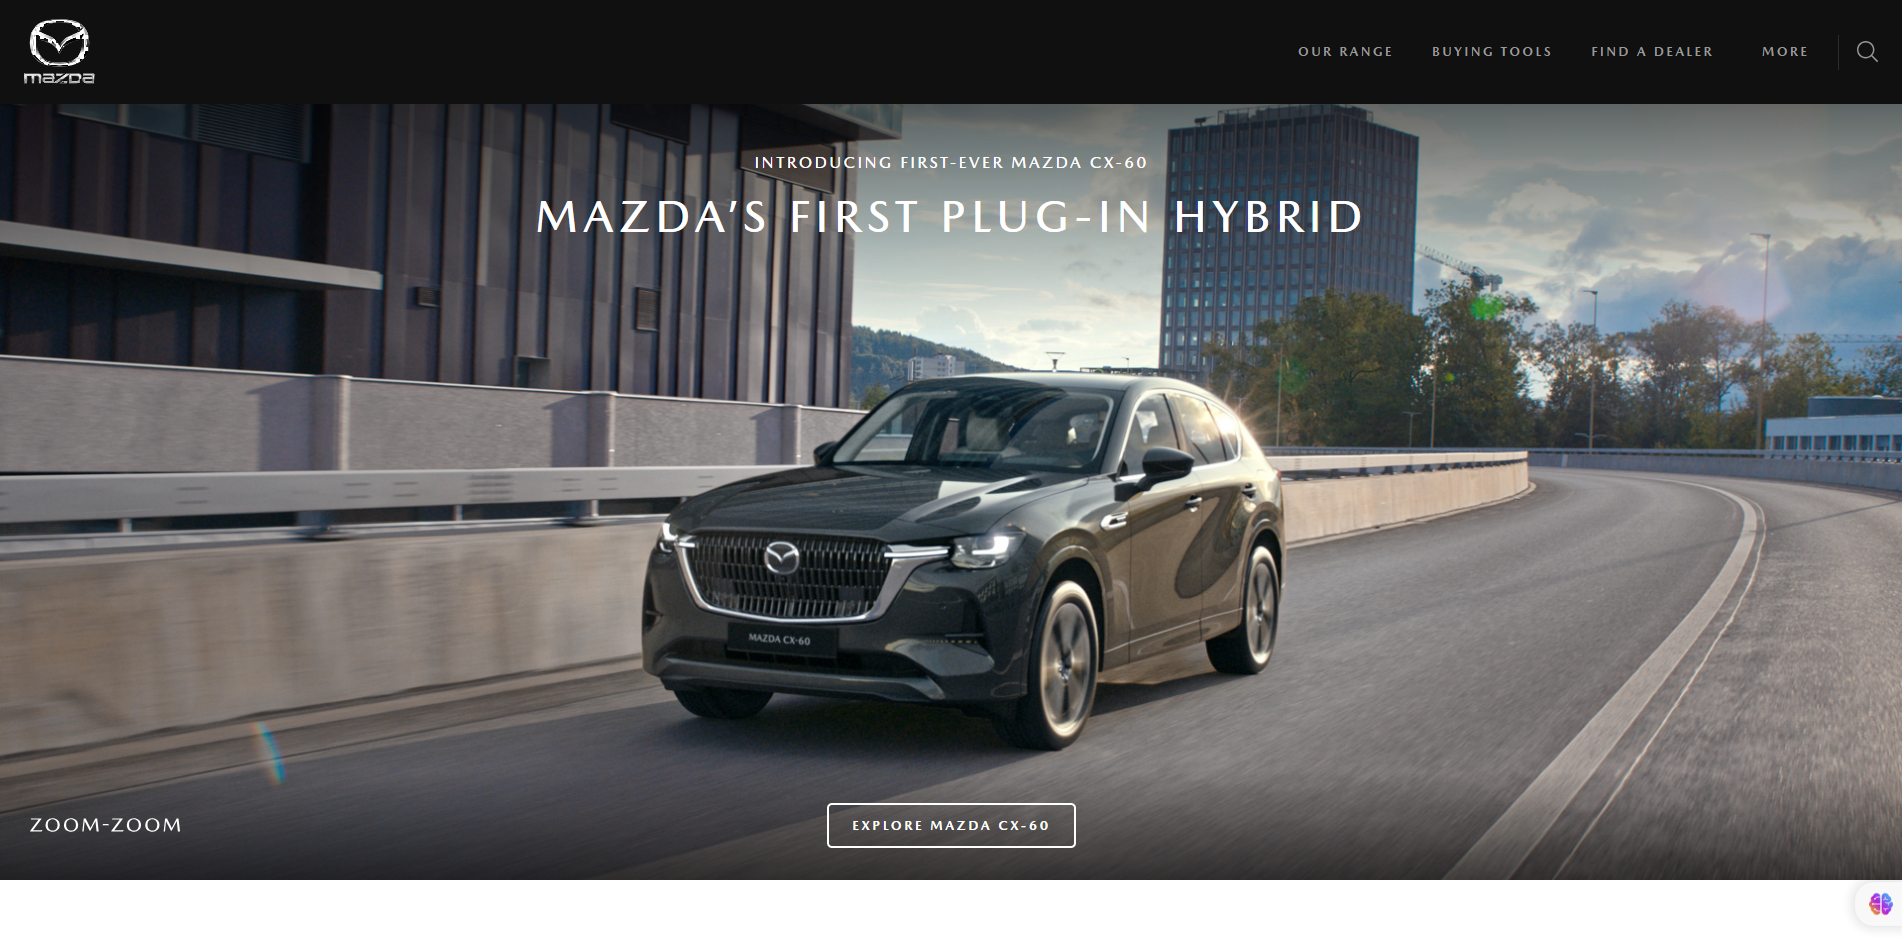 mazda
OUR RANGE
BUYING TOOLS
FIND A DEALER
MORE
INTRODUCING FIRST-EVER MAZDA CX-60
MAZDA'S FIRST PLUG-IN HYBRID
MAZDA CX-60
ZOOM-ZOOM
EXPLORE MAZDA CX-60